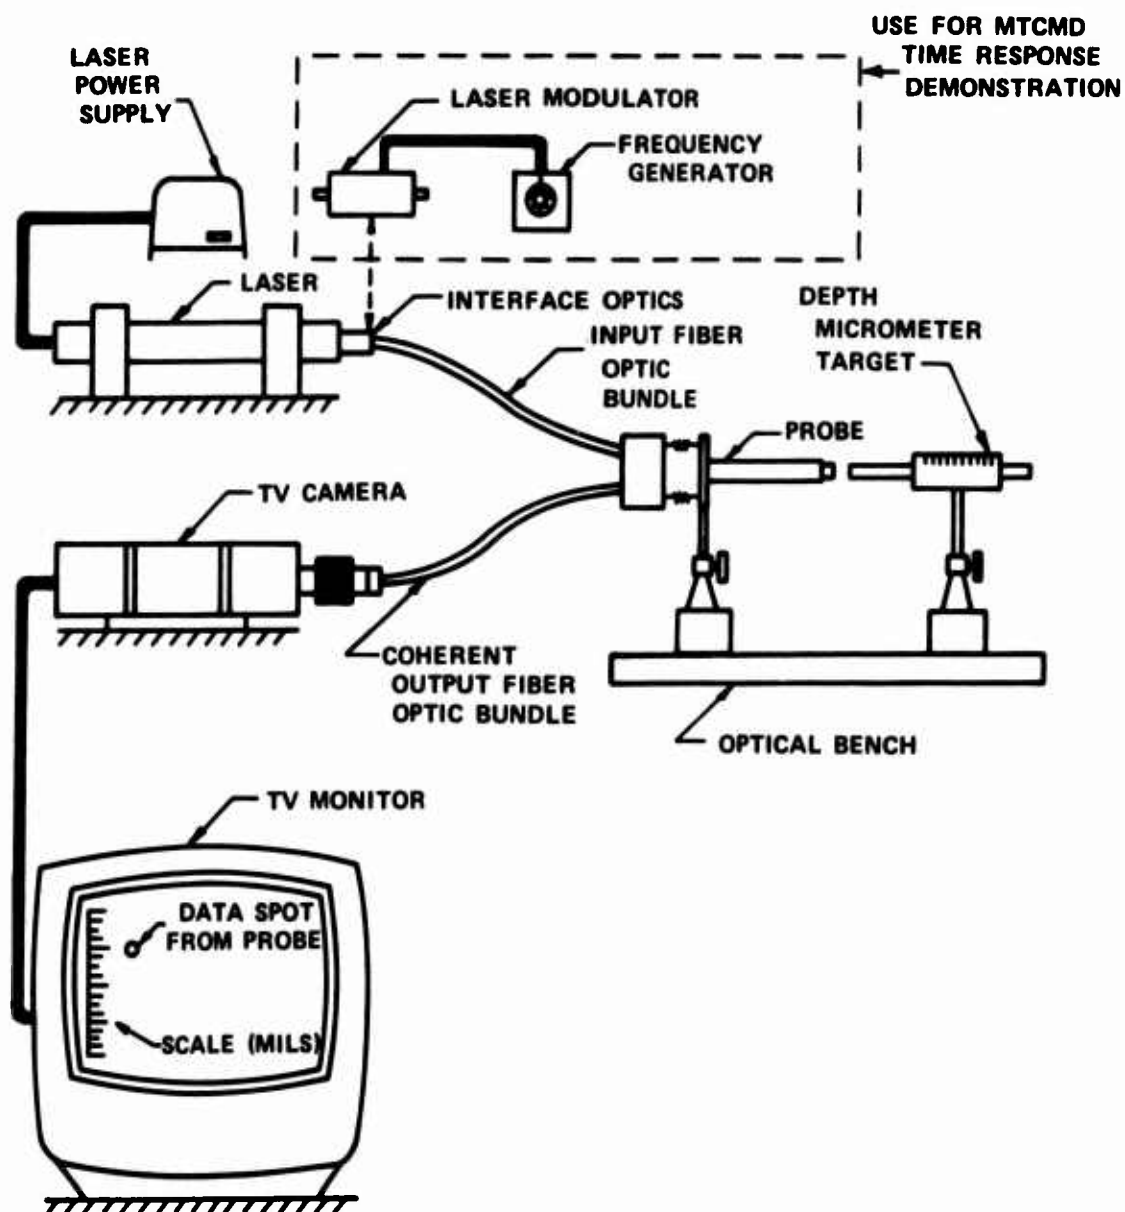 USE FOR MTCMD
TIME RESPONSE
DEMONSTRATION
LASER
POWER
SUPPLY
LASER MODULATOR
FREQUENCY
GENERATOR
LASER
INTERFACE OPTICS
DEPTH
MICROMETER
TARGET
INPUT FIBER
OPTIC
BUNDLE
PROBE
TV CAMERA
COHERENT
OUTPUT FIBER
OPTIC BUNDLE
OPTICAL BENCH
TV MONITOR
DATA SPOT
FROM PROBE
SCALE (MILS)